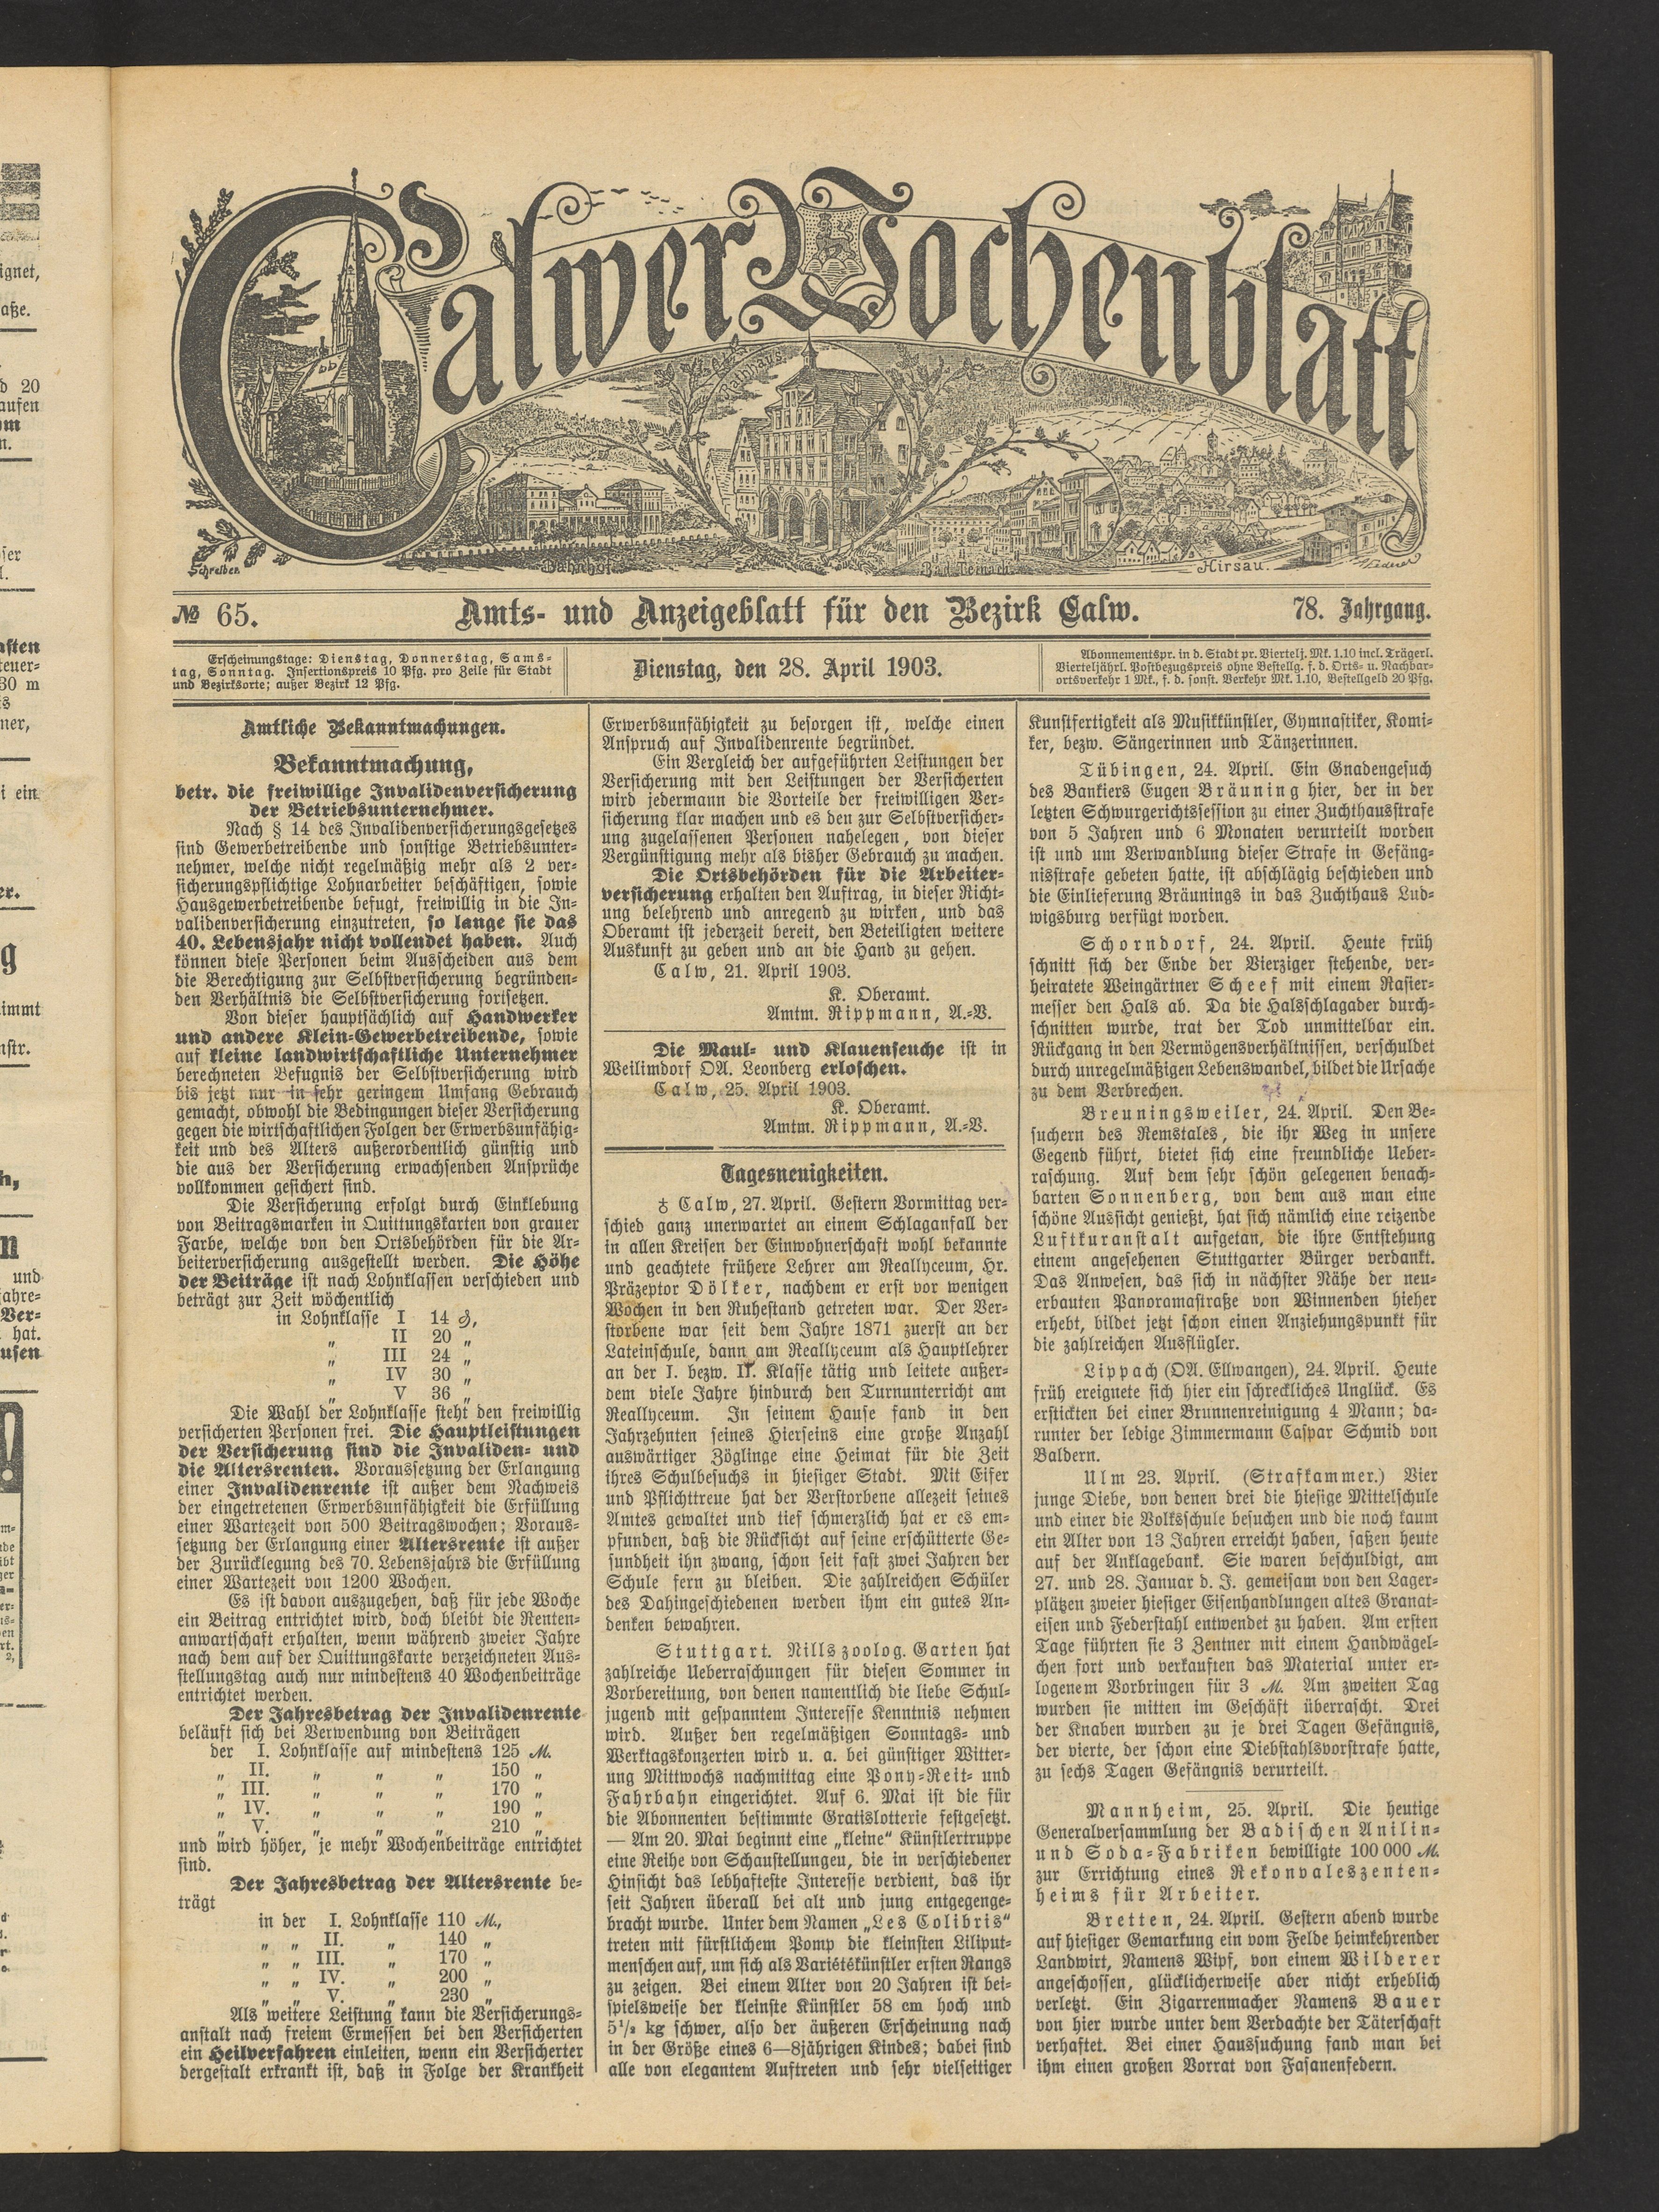 Calwer Wochenblatt
Rathhaus.
Schreiber.
Bahnhof.
Bad Teinach.
Hirsau.
№ 65.
Amts- und Anzeigeblatt für den Bezirk Calw.
78. Jahrgang.
Erscheinungstage: Dienstag, Donnerstag, Sams-
tag, Sonntag. Insertionspreis 10 Pfg. pro Zeile für Stadt
und Bezirksorte; außer Bezirk 12 Pfg.
Dienstag, den 28. April 1903.
Abonnementspr. in d. Stadt pr. Viertelj. Mk. 1.10 incl. Trägerl.
Vierteljährl. Postbezugspreis ohne Bestellg. f. d. Orts- u. Nachbar-
ortsverkehr 1 Mk., f. d. sonst. Verkehr Mk. 1.10, Bestellgeld 20 Pfg.
Amtliche Bekanntmachungen.
Bekanntmachung,
betr. die freiwillige Invalidenversicherung
der Betriebsunternehmer.
Nach § 14 des Invalidenversicherungsgesetzes
sind Gewerbetreibende und sonstige Betriebsunter-
nehmer, welche nicht regelmäßig mehr als 2 ver-
sicherungspflichtige Lohnarbeiter beschäftigen, sowie
Hausgewerbetreibende befugt, freiwillig in die In-
validenversicherung einzutreten, so lange sie das
40. Lebensjahr nicht vollendet haben. Auch
können diese Personen beim Ausscheiden aus dem
die Berechtigung zur Selbstversicherung begründen-
den Verhältnis die Selbstversicherung fortsetzen.
Von dieser hauptsächlich auf Handwerker
und andere Klein-Gewerbetreibende, sowie
auf kleine landwirtschaftliche Unternehmer
berechneten Befugnis der Selbstversicherung wird
bis jetzt nur in sehr geringem Umfang Gebrauch
gemacht, obwohl die Bedingungen dieser Versicherung
gegen die wirtschaftlichen Folgen der Erwerbsunfähig-
keit und des Alters außerordentlich günstig und
die aus der Versicherung erwachsenden Ansprüche
vollkommen gesichert sind.
Die Versicherung erfolgt durch Einklebung
von Beitragsmarken in Quittungskarten von grauer
Farbe, welche von den Ortsbehörden für die Ar-
beiterversicherung ausgestellt werden. Die Höhe
der Beiträge ist nach Lohnklassen verschieden und
beträgt zur Zeit wöchentlich
in Lohnklasse I 14 ₰,
„ II 20 „
„ III 24 „
„ IV 30 „
„ V 36 „
Die Wahl der Lohnklasse steht den freiwillig
versicherten Personen frei. Die Hauptleistungen
der Versicherung sind die Invaliden- und
die Altersrenten. Voraussetzung der Erlangung
einer Invalidenrente ist außer dem Nachweis
der eingetretenen Erwerbsunfähigkeit die Erfüllung
einer Wartezeit von 500 Beitragswochen; Voraus-
setzung der Erlangung einer Altersrente ist außer
der Zurücklegung des 70. Lebensjahrs die Erfüllung
einer Wartezeit von 1200 Wochen.
Es ist davon auszugehen, daß für jede Woche
ein Beitrag entrichtet wird, doch bleibt die Renten-
anwartschaft erhalten, wenn während zweier Jahre
nach dem auf der Quittungskarte verzeichneten Aus-
stellungstag auch nur mindestens 40 Wochenbeiträge
entrichtet werden.
Der Jahresbetrag der Invalidenrente
beläuft sich bei Verwendung von Beiträgen
der I. Lohnklasse auf mindestens 125 ℳ.
„ II. „ „ „ 150 „
„ III. „ „ „ 170 „
„ IV. „ „ „ 190 „
„ V. „ „ „ 210 „
und wird höher, je mehr Wochenbeiträge entrichtet
sind.
Der Jahresbetrag der Altersrente be-
trägt
in der I. Lohnklasse 110 ℳ.,
„ „ II. „ 140 „
„ „ III. „ 170 „
„ „ IV. „ 200 „
„ „ V. „ 230 „
Als weitere Leistung kann die Versicherungs-
anstalt nach freiem Ermessen bei den Versicherten
ein Heilverfahren einleiten, wenn ein Versicherter
dergestalt erkrankt ist, daß in Folge der Krankheit
Erwerbsunfähigkeit zu besorgen ist, welche einen
Anspruch auf Invalidenrente begründet.
Ein Vergleich der aufgeführten Leistungen der
Versicherung mit den Leistungen der Versicherten
wird jedermann die Vorteile der freiwilligen Ver-
sicherung klar machen und es den zur Selbstversicher-
ung zugelassenen Personen nahelegen, von dieser
Vergünstigung mehr als bisher Gebrauch zu machen.
Die Ortsbehörden für die Arbeiter-
versicherung erhalten den Auftrag, in dieser Richt-
ung belehrend und anregend zu wirken, und das
Oberamt ist jederzeit bereit, den Beteiligten weitere
Auskunft zu geben und an die Hand zu gehen.
Calw, 21. April 1903.
K. Oberamt.
Amtm. Rippmann, A.-V.
Die Maul- und Klauenseuche ist in
Weilimdorf OA. Leonberg erloschen.
Calw, 25. April 1903.
K. Oberamt.
Amtm. Rippmann, A.-V.
Tagesneuigkeiten.
♁ Calw, 27. April. Gestern Vormittag ver-
schied ganz unerwartet an einem Schlaganfall der
in allen Kreisen der Einwohnerschaft wohl bekannte
und geachtete frühere Lehrer am Reallyceum, Hr.
Präzeptor Dölker, nachdem er erst vor wenigen
Wochen in den Ruhestand getreten war. Der Ver-
storbene war seit dem Jahre 1871 zuerst an der
Lateinschule, dann am Reallyceum als Hauptlehrer
an der I. bezw. II. Klasse tätig und leitete außer-
dem viele Jahre hindurch den Turnunterricht am
Reallyceum. In seinem Hause fand in den
Jahrzehnten seines Hierseins eine große Anzahl
auswärtiger Zöglinge eine Heimat für die Zeit
ihres Schulbesuchs in hiesiger Stadt. Mit Eifer
und Pflichttreue hat der Verstorbene allezeit seines
Amtes gewaltet und tief schmerzlich hat er es em-
pfunden, daß die Rücksicht auf seine erschütterte Ge-
sundheit ihn zwang, schon seit fast zwei Jahren der
Schule fern zu bleiben. Die zahlreichen Schüler
des Dahingeschiedenen werden ihm ein gutes An-
denken bewahren.
Stuttgart. Nills zoolog. Garten hat
zahlreiche Ueberraschungen für diesen Sommer in
Vorbereitung, von denen namentlich die liebe Schul-
jugend mit gespanntem Interesse Kenntnis nehmen
wird. Außer den regelmäßigen Sonntags- und
Werktagskonzerten wird u. a. bei günstiger Witter-
ung Mittwochs nachmittag eine Pony-Reit- und
Fahrbahn eingerichtet. Auf 6. Mai ist die für
die Abonnenten bestimmte Gratislotterie festgesetzt.
— Am 20. Mai beginnt eine „kleine“ Künstlertruppe
eine Reihe von Schaustellungeu, die in verschiedener
Hinsicht das lebhafteste Interesse verdient, das ihr
seit Jahren überall bei alt und jung entgegenge-
bracht wurde. Unter dem Namen „Les Colibris“
treten mit fürstlichem Pomp die kleinsten Liliput-
menschen auf, um sich als Variétékünstler ersten Rangs
zu zeigen. Bei einem Alter von 20 Jahren ist bei-
spielsweise der kleinste Künstler 58 cm hoch und
5½ kg schwer, also der äußeren Erscheinung nach
in der Größe eines 6—8jährigen Kindes; dabei sind
alle von elegantem Auftreten und sehr vielseitiger
Kunstfertigkeit als Musikkünstler, Gymnastiker, Komi-
ker, bezw. Sängerinnen und Tänzerinnen.
Tübingen, 24. April. Ein Gnadengesuch
des Bankiers Eugen Bräuning hier, der in der
letzten Schwurgerichtssession zu einer Zuchthausstrafe
von 5 Jahren und 6 Monaten verurteilt worden
ist und um Verwandlung dieser Strafe in Gefäng-
nisstrafe gebeten hatte, ist abschlägig beschieden und
die Einlieferung Bräunings in das Zuchthaus Lud-
wigsburg verfügt worden.
Schorndorf, 24. April. Heute früh
schnitt sich der Ende der Vierziger stehende, ver-
heiratete Weingärtner Scheef mit einem Rasier-
messer den Hals ab. Da die Halsschlagader durch-
schnitten wurde, trat der Tod unmittelbar ein.
Rückgang in den Vermögensverhältnissen, verschuldet
durch unregelmäßigen Lebenswandel, bildet die Ursache
zu dem Verbrechen.
Breuningsweiler, 24. April. Den Be-
suchern des Remstales, die ihr Weg in unsere
Gegend führt, bietet sich eine freundliche Ueber-
raschung. Auf dem sehr schön gelegenen benach-
barten Sonnenberg, von dem aus man eine
schöne Aussicht genießt, hat sich nämlich eine reizende
Luftkuranstalt aufgetan, die ihre Entstehung
einem angesehenen Stuttgarter Bürger verdankt.
Das Anwesen, das sich in nächster Nähe der neu-
erbauten Panoramastraße von Winnenden hieher
erhebt, bildet jetzt schon einen Anziehungspunkt für
die zahlreichen Ausflügler.
Lippach (OA. Ellwangen), 24. April. Heute
früh ereignete sich hier ein schreckliches Unglück. Es
erstickten bei einer Brunnenreinigung 4 Mann; da-
runter der ledige Zimmermann Caspar Schmid von
Baldern.
Ulm 23. April. (Strafkammer.) Vier
junge Diebe, von denen drei die hiesige Mittelschule
und einer die Volksschule besuchen und die noch kaum
ein Alter von 13 Jahren erreicht haben, saßen heute
auf der Anklagebank. Sie waren beschuldigt, am
27. und 28. Januar d. J. gemeisam von den Lager-
plätzen zweier hiesiger Eisenhandlungen altes Granat-
eisen und Federstahl entwendet zu haben. Am ersten
Tage führten sie 3 Zentner mit einem Handwägel-
chen fort und verkauften das Material unter er-
logenem Vorbringen für 3 ℳ. Am zweiten Tag
wurden sie mitten im Geschäft überrascht. Drei
der Knaben wurden zu je drei Tagen Gefängnis,
der vierte, der schon eine Diebstahlsvorstrafe hatte,
zu sechs Tagen Gefängnis verurteilt.
Mannheim, 25. April. Die heutige
Generalversammlung der Badischen Anilin-
und Soda-Fabriken bewilligte 100 000 ℳ.
zur Errichtung eines Rekonvaleszenten-
heims für Arbeiter.
Bretten, 24. April. Gestern abend wurde
auf hiesiger Gemarkung ein vom Felde heimkehrender
Landwirt, Namens Wipf, von einem Wilderer
angeschossen, glücklicherweise aber nicht erheblich
verletzt. Ein Zigarrenmacher Namens Bauer
von hier wurde unter dem Verdachte der Täterschaft
verhaftet. Bei einer Haussuchung fand man bei
ihm einen großen Vorrat von Fasanenfedern.